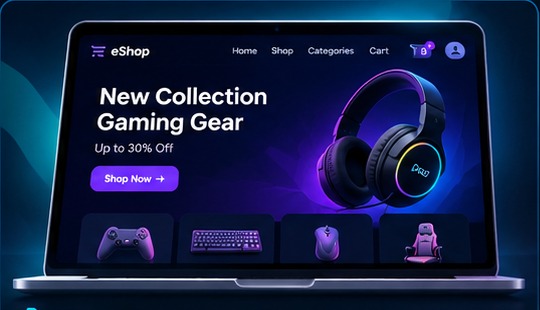 eShop
Home Shop Categories Cart
New Collection
Gaming Gear
Up to 30% Off
Shop Now →